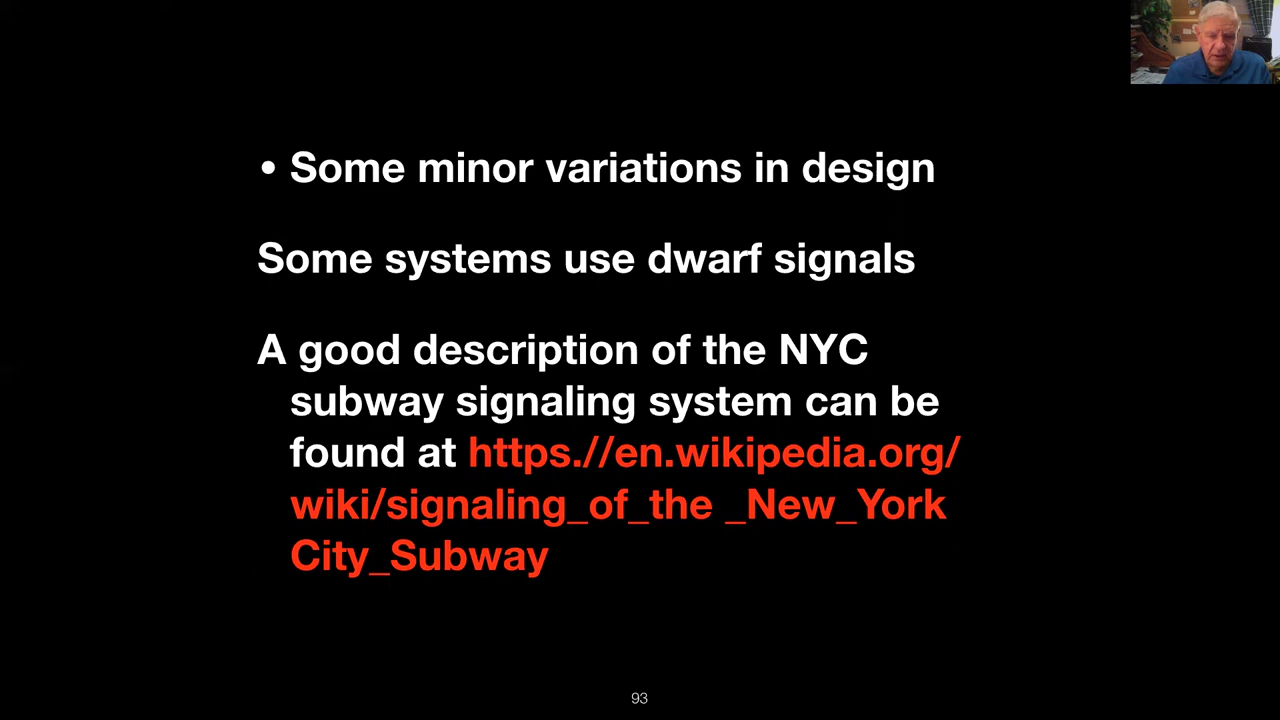 • Some minor variations in design
Some systems use dwarf signals
A good description of the NYC
subway signaling system can be
found at https.//en.wikipedia.org/
wiki/signaling_of_the _New_York
City_Subway
93